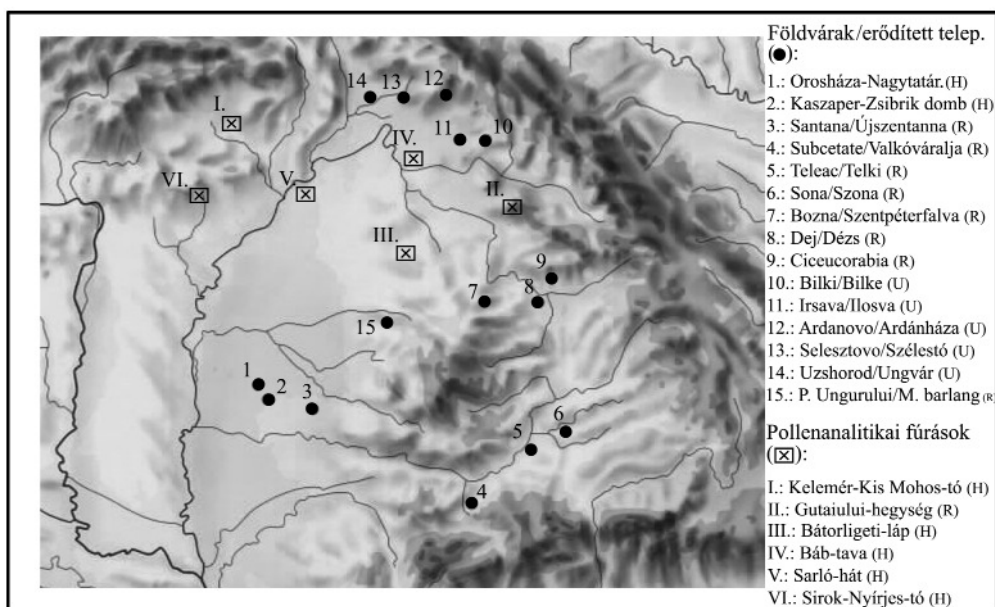 Földvárak/erődített telep.
(●):
1.: Orosháza-Nagytatár.(H)
2.: Kaszaper-Zsibrik domb (H)
3.: Santana/Újszentanna (R)
4.: Subcetate/Valkóváralja (R)
5.: Teleac/Telki (R)
6.: Sona/Szona (R)
7.: Bozna/Szentpéterfalva (R)
8.: Dej/Dézs (R)
9.: Ciceucorabia (R)
10.: Bilki/Bilke (U)
11.: Irsava/Ilosva (U)
12.: Ardanovo/Ardánháza (U)
13.: Selesztovo/Szélestó (U)
14.: Uzshorod/Ungvár (U)
15.: P. Ungurului/M. barlang (R)
Pollenanalitikai fúrások
(☒):
I.: Kelemér-Kis Mohos-tó (H)
II.: Gutaiului-hegység (R)
III.: Bátorligeti-láp (H)
IV.: Báb-tava (H)
V.: Sarló-hát (H)
VI.: Sirok-Nyírjes-tó (H)
14 13 12
I.
11 10
IV.
VI. V. II.
III.
9
7 8
15
1
2 3
6
5
4